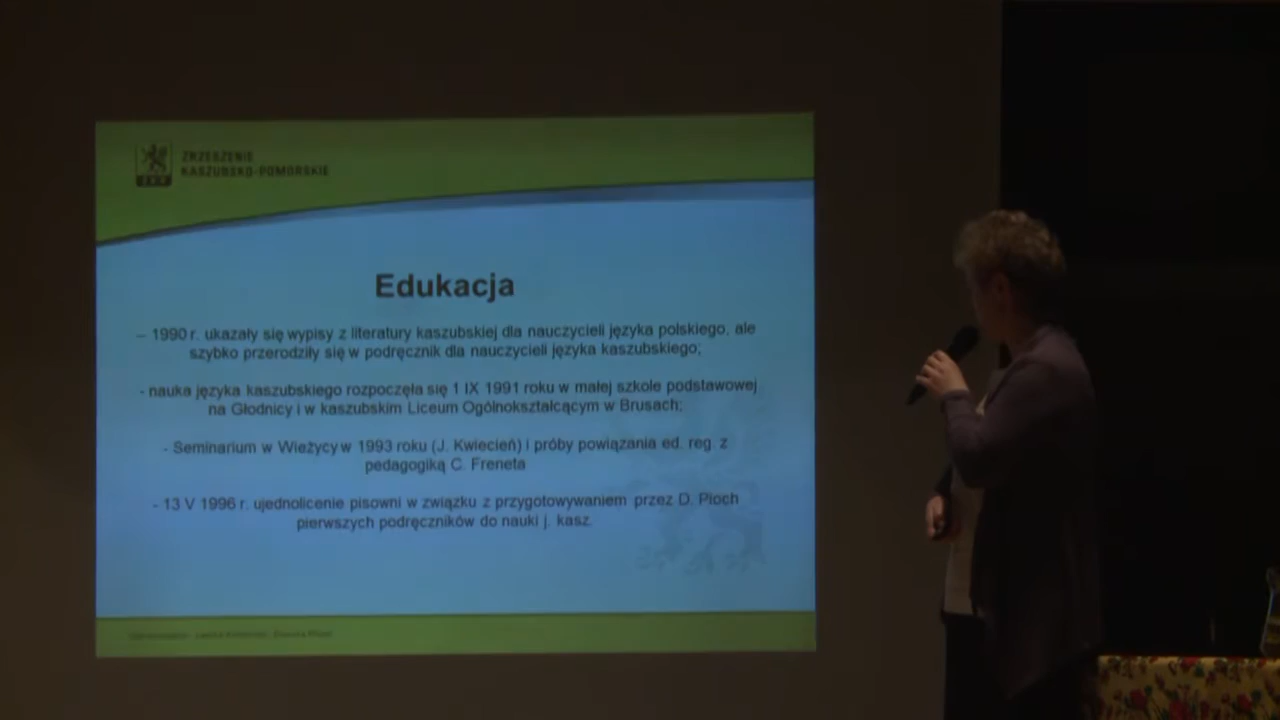 ZRZESZENIE
KASZUBSKO-POMORSKIE
Edukacja
– 1990 r. ukazały się wypisy z literatury kaszubskiej dla nauczycieli języka polskiego, ale
szybko przerodziły się w podręcznik dla nauczycieli języka kaszubskiego;
- nauka języka kaszubskiego rozpoczęła się 1 IX 1991 roku w małej szkole podstawowej
na Głodnicy i w kaszubskim Liceum Ogólnokształcącym w Brusach;
- Seminarium w Wieżycy w 1993 roku (J. Kwiecień) i próby powiązania ed. reg. z
pedagogiką C. Freneta
- 13 V 1996 r. ujednolicenie pisowni w związku z przygotowywaniem przez D. Pioch
pierwszych podręczników do nauki j. kasz.